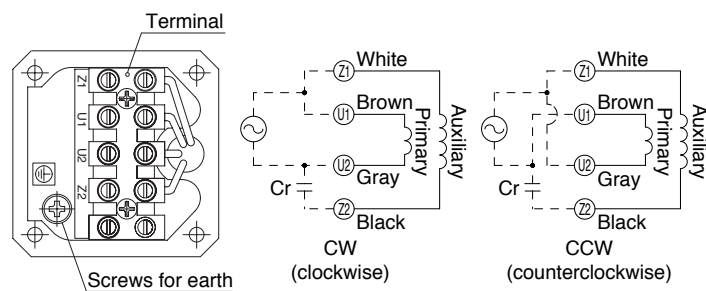 Terminal
Z1
U1
U2
Z2
Screws for earth
Z1 White
U1 Brown
Primary
Auxiliary
U2 Gray
Cr
Z2 Black
CW
(clockwise)
Z1 White
U1 Brown
Primary
Auxiliary
U2 Gray
Cr
Z2 Black
CCW
(counterclockwise)